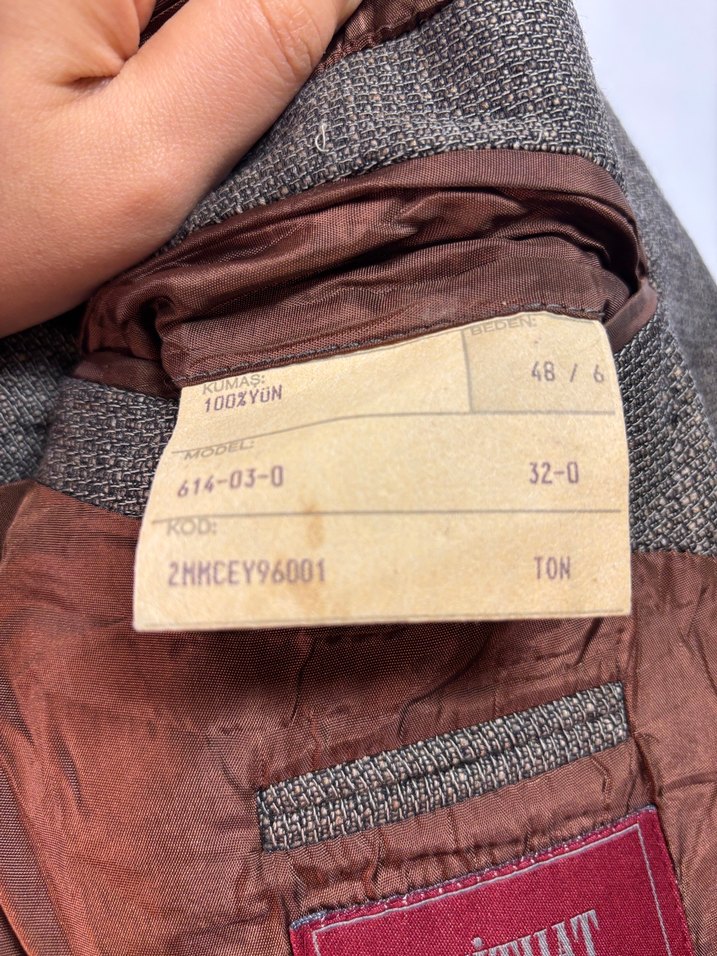 KUMAŞ:
100%YÜN
BEDEN:
48 / 6
MODEL:
614-03-0
32-0
KOD:
2MMCEY96001
TON